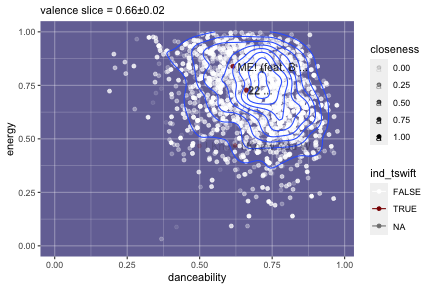 valence slice = 0.66±0.02
1.00
0.75
0.50
0.25
0.00
energy
ME! (feat. B
22
0.00
0.25
0.50
0.75
1.00
danceability
closeness
0.00
0.25
0.50
0.75
1.00
ind_tswift
FALSE
TRUE
NA